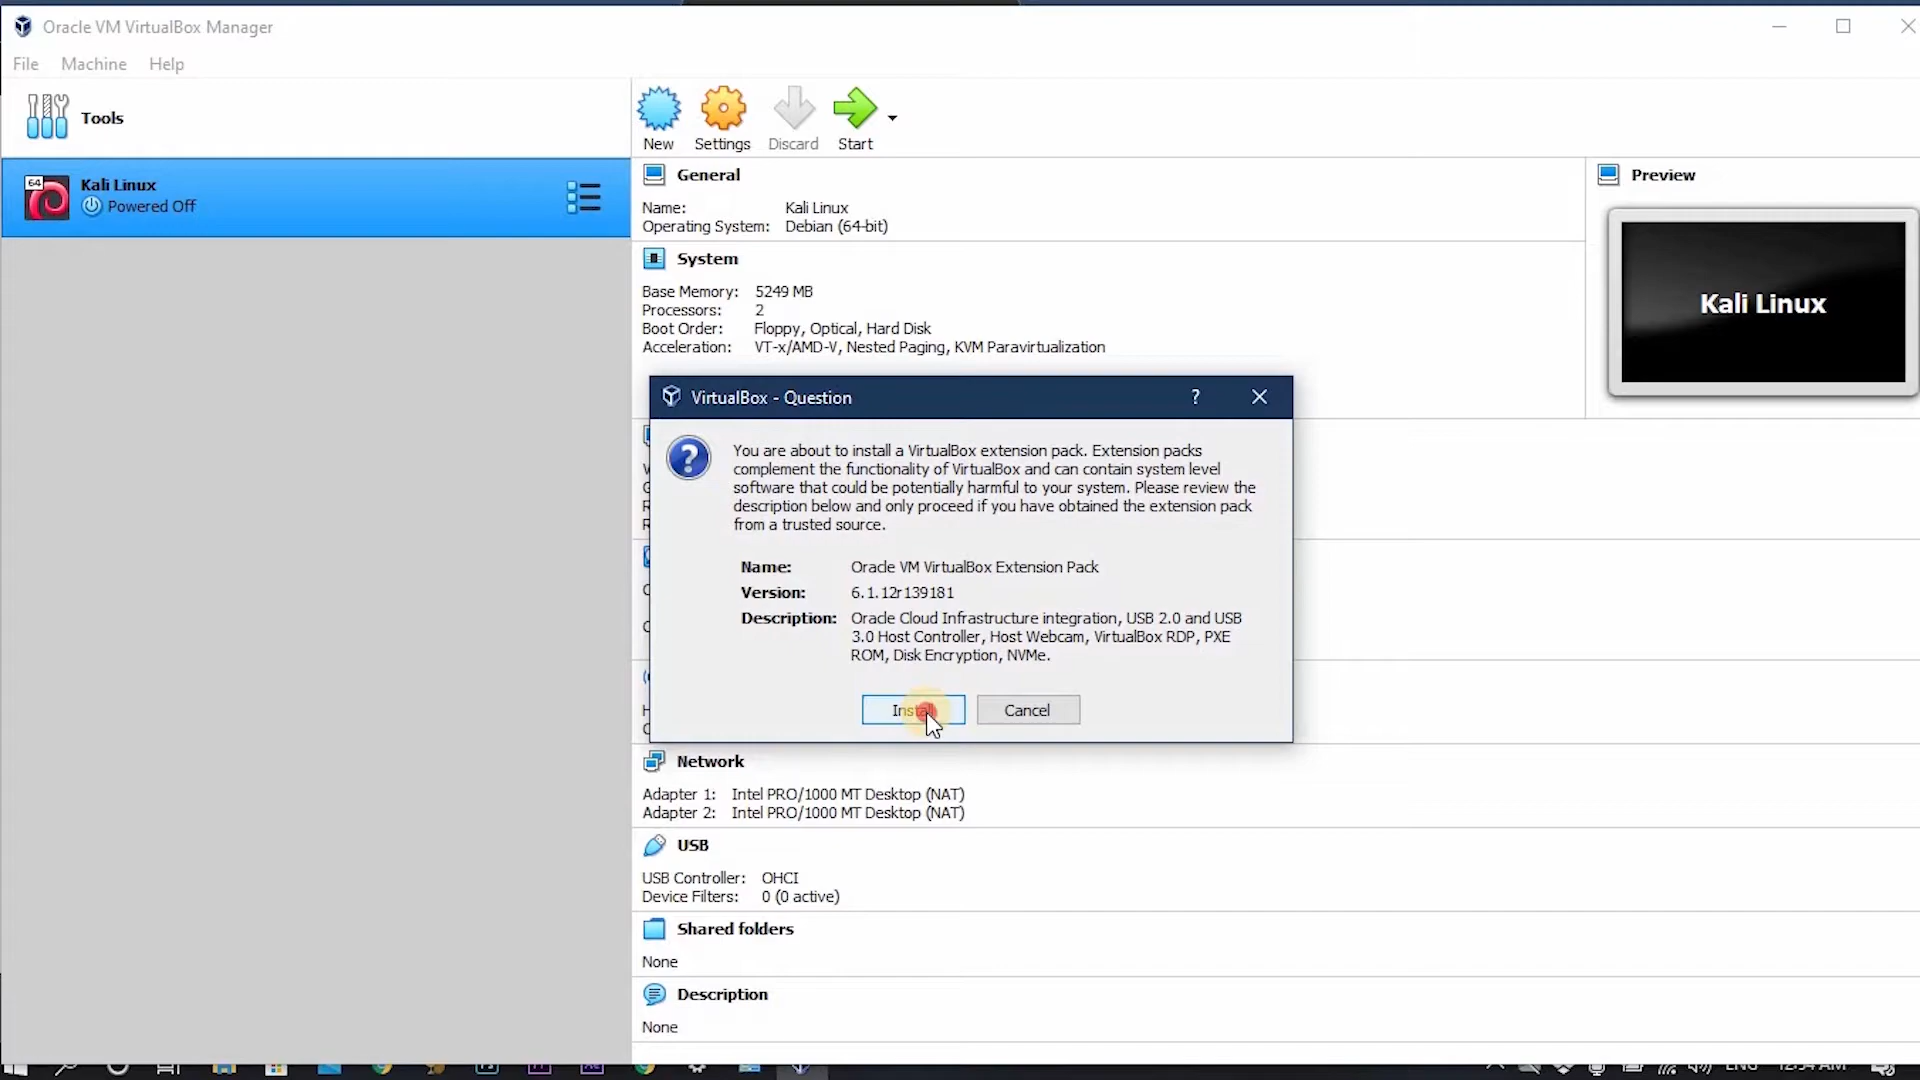 Oracle VM VirtualBox Manager
File Machine Help
Tools
New Settings Discard Start
64
Kali Linux
Powered Off
General
Name: Kali Linux
Operating System: Debian (64-bit)
Preview
Kali Linux
System
Base Memory: 5249 MB
Processors: 2
Boot Order: Floppy, Optical, Hard Disk
Acceleration: VT-x/AMD-V, Nested Paging, KVM Paravirtualization
VirtualBox - Question
?
You are about to install a VirtualBox extension pack. Extension packs
complement the functionality of VirtualBox and can contain system level
software that could be potentially harmful to your system. Please review the
description below and only proceed if you have obtained the extension pack
from a trusted source.
Name: Oracle VM VirtualBox Extension Pack
Version: 6.1.12r139181
Description: Oracle Cloud Infrastructure integration, USB 2.0 and USB
3.0 Host Controller, Host Webcam, VirtualBox RDP, PXE
ROM, Disk Encryption, NVMe.
Install Cancel
Network
Adapter 1: Intel PRO/1000 MT Desktop (NAT)
Adapter 2: Intel PRO/1000 MT Desktop (NAT)
USB
USB Controller: OHCI
Device Filters: 0 (0 active)
Shared folders
None
Description
None
ENG 12:54 AM